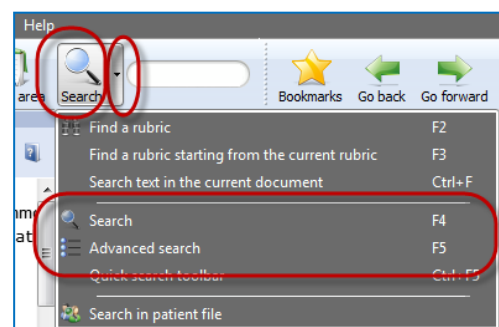 Help
area Search Bookmarks Go back Go forward
Find a rubric F2
Find a rubric starting from the current rubric F3
Search text in the current document Ctrl+F
Search F4
Advanced search F5
Quick search toolbar Ctrl+F5
Search in patient file